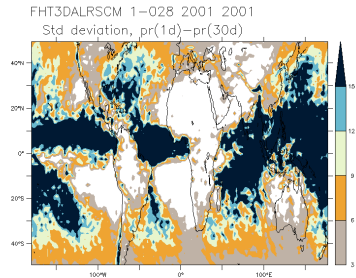 FHT3DALRSCM 1-028 2001 2001
Std deviation, pr(1d)-pr(30d)
40°N
20°N
0°
20°S
40°S
100°W
0°
100°E
15
12
9
6
3